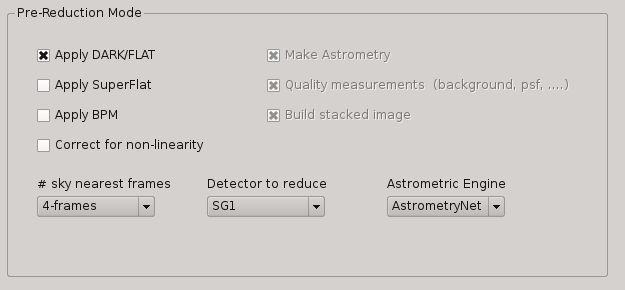 Pre-Reduction Mode
Apply DARK/FLAT
Make Astrometry
Apply SuperFlat
Quality measurements (background, psf, ....)
Apply BPM
Build stacked image
Correct for non-linearity
# sky nearest frames
Detector to reduce
Astrometric Engine
4-frames
SG1
AstrometryNet